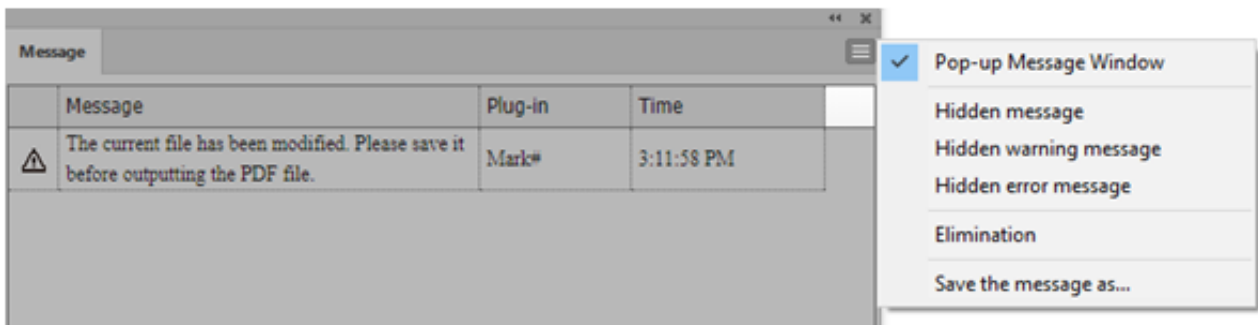 Message
Message Plug-in Time
The current file has been modified. Please save it
before outputting the PDF file.
Mark# 3:11:58 PM
Pop-up Message Window
Hidden message
Hidden warning message
Hidden error message
Elimination
Save the message as...